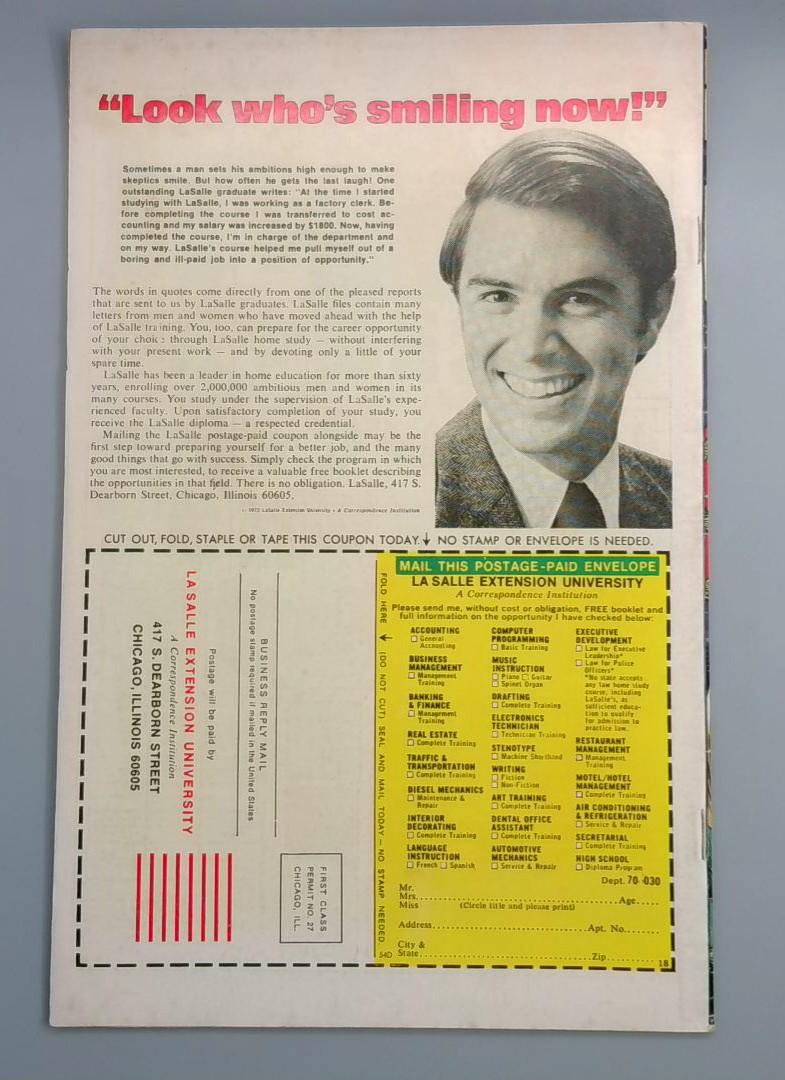 “Look who's smiling now!”
Sometimes a man sets his ambitions high enough to make
skeptics smile. But how often he gets the last laugh! One
outstanding LaSalle graduate writes: "At the time I started
studying with LaSalle, I was working as a factory clerk. Be-
fore completing the course I was transferred to cost ac-
counting and my salary was increased by $1800. Now, having
completed the course, I'm in charge of the department and
on my way. LaSalle's course helped me pull myself out of a
boring and ill-paid job into a position of opportunity."
The words in quotes come directly from one of the pleased reports
that are sent to us by LaSalle graduates. LaSalle files contain many
letters from men and women who have moved ahead with the help
of LaSalle training. You, too, can prepare for the career opportunity
of your choice through LaSalle home study — without interfering
with your present work — and by devoting only a little of your
spare time.
LaSalle has been a leader in home education for more than sixty
years, enrolling over 2,000,000 ambitious men and women in its
many courses. You study under the supervision of LaSalle's expe-
rienced faculty. Upon satisfactory completion of your study, you
receive the LaSalle diploma — a respected credential.
Mailing the LaSalle postage-paid coupon alongside may be the
first step toward preparing yourself for a better job, and the many
good things that go with success. Simply check the program in which
you are most interested, to receive a valuable free booklet describing
the opportunities in that field. There is no obligation. LaSalle, 417 S.
Dearborn Street, Chicago, Illinois 60605.
© 1972 LaSalle Extension University • A Correspondence Institution
CUT OUT, FOLD, STAPLE OR TAPE THIS COUPON TODAY. ↓ NO STAMP OR ENVELOPE IS NEEDED.
FIRST CLASS
PERMIT NO. 27
CHICAGO, ILL.
BUSINESS REPLY MAIL
No postage stamp required if mailed in the United States
Postage will be paid by
LASALLE EXTENSION UNIVERSITY
A Correspondence Institution
417 S. DEARBORN STREET
CHICAGO, ILLINOIS 60605
FOLD HERE → (DO NOT CUT) SEAL AND MAIL TODAY — NO STAMP NEEDED.
54D
MAIL THIS POSTAGE-PAID ENVELOPE
LA SALLE EXTENSION UNIVERSITY
A Correspondence Institution
Please send me, without cost or obligation, FREE booklet and
full information on the opportunity I have checked below:
ACCOUNTING
☐ General
Accounting
BUSINESS
MANAGEMENT
☐ Management
Training
BANKING
& FINANCE
☐ Management
Training
REAL ESTATE
☐ Complete Training
TRAFFIC &
TRANSPORTATION
☐ Complete Training
DIESEL MECHANICS
☐ Maintenance &
Repair
INTERIOR
DECORATING
☐ Complete Training
LANGUAGE
INSTRUCTION
☐ French ☐ Spanish
COMPUTER
PROGRAMMING
☐ Basic Training
MUSIC
INSTRUCTION
☐ Piano ☐ Guitar
☐ Spinet Organ
DRAFTING
☐ Complete Training
ELECTRONICS
TECHNICIAN
☐ Technician Training
STENOTYPE
☐ Machine Shorthand
WRITING
☐ Fiction
☐ Non-Fiction
ART TRAINING
☐ Complete Training
DENTAL OFFICE
ASSISTANT
☐ Complete Training
AUTOMOTIVE
MECHANICS
☐ Service & Repair
EXECUTIVE
DEVELOPMENT
☐ Law for Executive
Leadership*
☐ Law for Police
Officers*
*No state accepts
any law home study
course, including
LaSalle's, as
sufficient educa-
tion to qualify
for admission to
practice law.
RESTAURANT
MANAGEMENT
☐ Management
Training
MOTEL/HOTEL
MANAGEMENT
☐ Complete Training
AIR CONDITIONING
& REFRIGERATION
☐ Service & Repair
SECRETARIAL
☐ Complete Training
HIGH SCHOOL
☐ Diploma Program
Dept. 70-030
Mr.
Mrs.
Miss (Circle title and please print) Age
Address Apt. No.
City &
State Zip
18